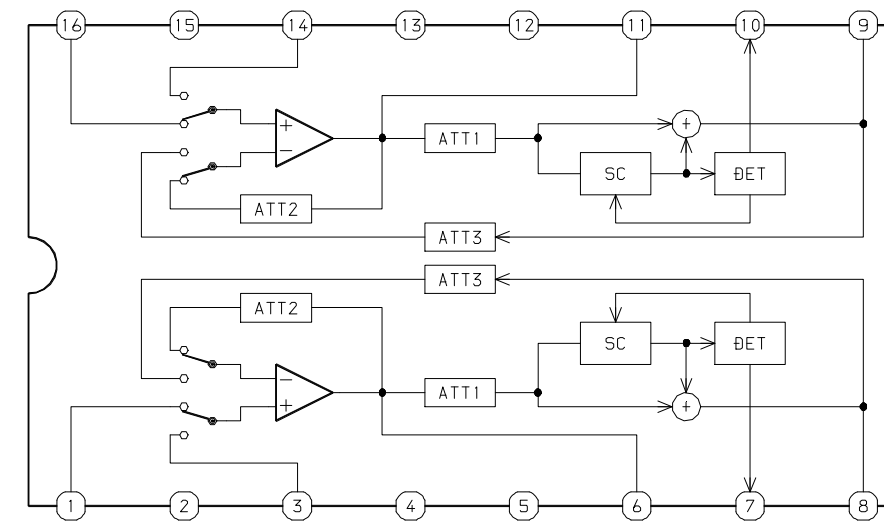 16 15 14 13 12 11 10 9
+
+
ATT1
−
SC
DET
ATT2
ATT3
ATT3
ATT2
SC
DET
−
ATT1
+
+
1 2 3 4 5 6 7 8